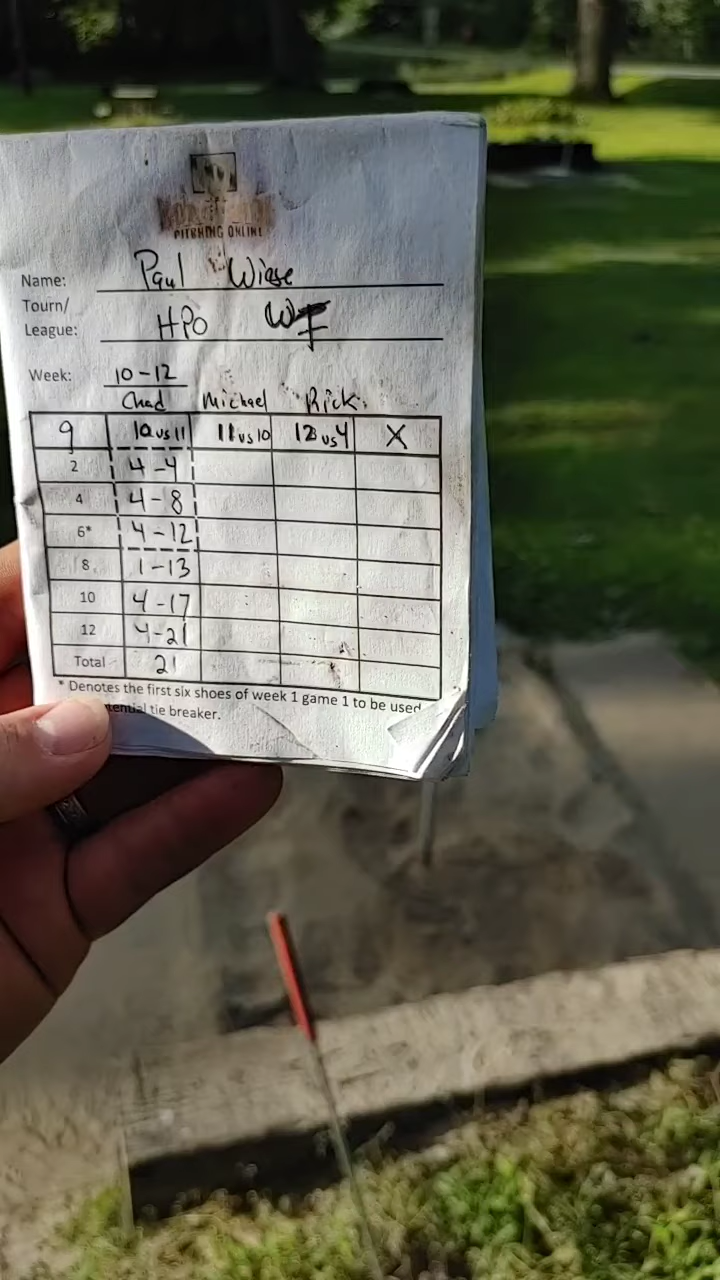 PITCHING ONLINE
Name: Paul Wiese
Tourn/
League: HPO
Week: 10-12
Chad Michael Rick
9 10 vs 11 11 vs 10 12 vs 4 X
2 4-4
4 4-8
6* 4-12
8 1-13
10 4-17
12 4-21
Total 21
* Denotes the first six shoes of week 1 game 1 to be used
tie breaker.